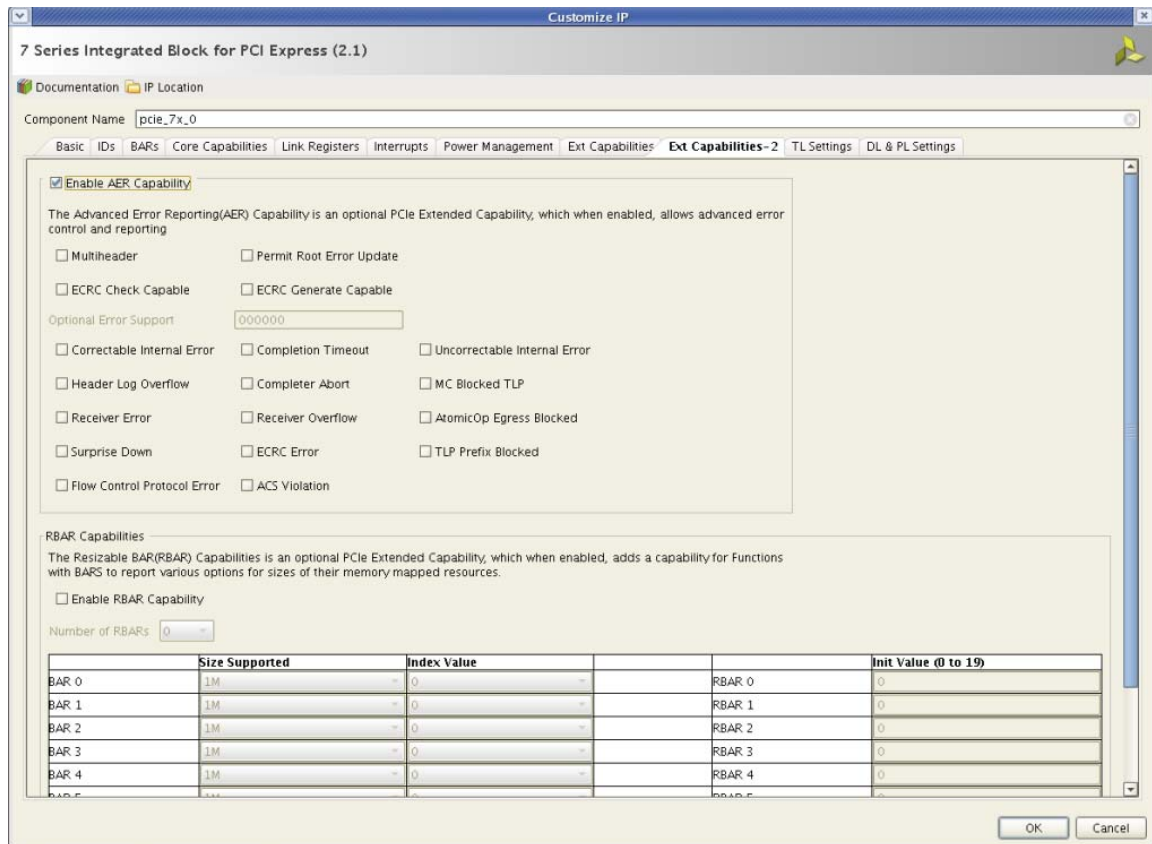 Customize IP
7 Series Integrated Block for PCI Express (2.1)
Documentation IP Location
Component Name pcie_7x_0
Basic IDs BARs Core Capabilities Link Registers Interrupts Power Management Ext Capabilities Ext Capabilities-2 TL Settings DL & PL Settings
Enable AER Capability
The Advanced Error Reporting(AER) Capability is an optional PCIe Extended Capability, which when enabled, allows advanced error
control and reporting
Multiheader Permit Root Error Update
ECRC Check Capable ECRC Generate Capable
Optional Error Support 000000
Correctable Internal Error Completion Timeout Uncorrectable Internal Error
Header Log Overflow Completer Abort MC Blocked TLP
Receiver Error Receiver Overflow AtomicOp Egress Blocked
Surprise Down ECRC Error TLP Prefix Blocked
Flow Control Protocol Error ACS Violation
RBAR Capabilities
The Resizable BAR(RBAR) Capabilities is an optional PCIe Extended Capability, which when enabled, adds a capability for Functions
with BARS to report various options for sizes of their memory mapped resources.
Enable RBAR Capability
Number of RBARs 0
Size Supported Index Value Init Value (0 to 19)
BAR 0 1M 0 RBAR 0 0
BAR 1 1M 0 RBAR 1 0
BAR 2 1M 0 RBAR 2 0
BAR 3 1M 0 RBAR 3 0
BAR 4 1M 0 RBAR 4 0
OK Cancel